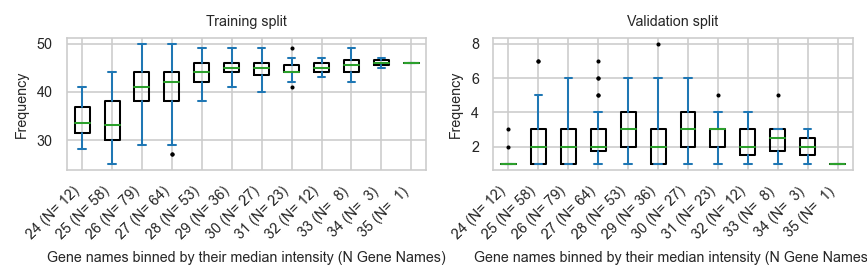 Training split
Frequency
50
40
30
24 (N= 12)
25 (N= 58)
26 (N= 79)
27 (N= 64)
28 (N= 53)
29 (N= 36)
30 (N= 27)
31 (N= 23)
32 (N= 12)
33 (N=  8)
34 (N=  3)
35 (N=  1)
Gene names binned by their median intensity (N Gene Names)
Validation split
Frequency
8
6
4
2
24 (N= 12)
25 (N= 58)
26 (N= 79)
27 (N= 64)
28 (N= 53)
29 (N= 36)
30 (N= 27)
31 (N= 23)
32 (N= 12)
33 (N=  8)
34 (N=  3)
35 (N=  1)
Gene names binned by their median intensity (N Gene Names